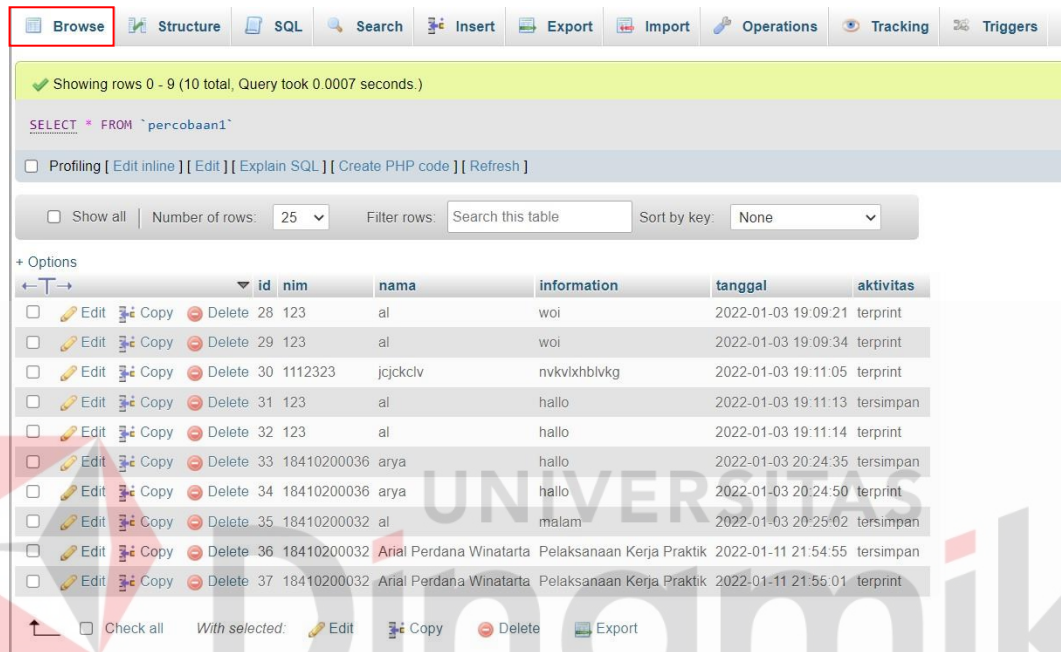 Browse Structure SQL Search Insert Export Import Operations Tracking Triggers
Showing rows 0 - 9 (10 total, Query took 0.0007 seconds.)
SELECT * FROM `percobaan1`
Profiling [ Edit inline ] [ Edit ] [ Explain SQL ] [ Create PHP code ] [ Refresh ]
Show all Number of rows: 25 Filter rows: Search this table Sort by key: None
+ Options
id nim nama information tanggal aktivitas
Edit Copy Delete 28 123 al woi 2022-01-03 19:09:21 terprint
Edit Copy Delete 29 123 al woi 2022-01-03 19:09:34 terprint
Edit Copy Delete 30 1112323 jcjckclv nvkvlxhblvkg 2022-01-03 19:11:05 terprint
Edit Copy Delete 31 123 al hallo 2022-01-03 19:11:13 tersimpan
Edit Copy Delete 32 123 al hallo 2022-01-03 19:11:14 terprint
Edit Copy Delete 33 18410200036 arya hallo 2022-01-03 20:24:35 tersimpan
Edit Copy Delete 34 18410200036 arya hallo 2022-01-03 20:24:50 terprint
Edit Copy Delete 35 18410200032 al malam 2022-01-03 20:25:02 tersimpan
Edit Copy Delete 36 18410200032 Arial Perdana Winatarta Pelaksanaan Kerja Praktik 2022-01-11 21:54:55 tersimpan
Edit Copy Delete 37 18410200032 Arial Perdana Winatarta Pelaksanaan Kerja Praktik 2022-01-11 21:55:01 terprint
Check all With selected: Edit Copy Delete Export
UNIVERSITAS
Dinamik